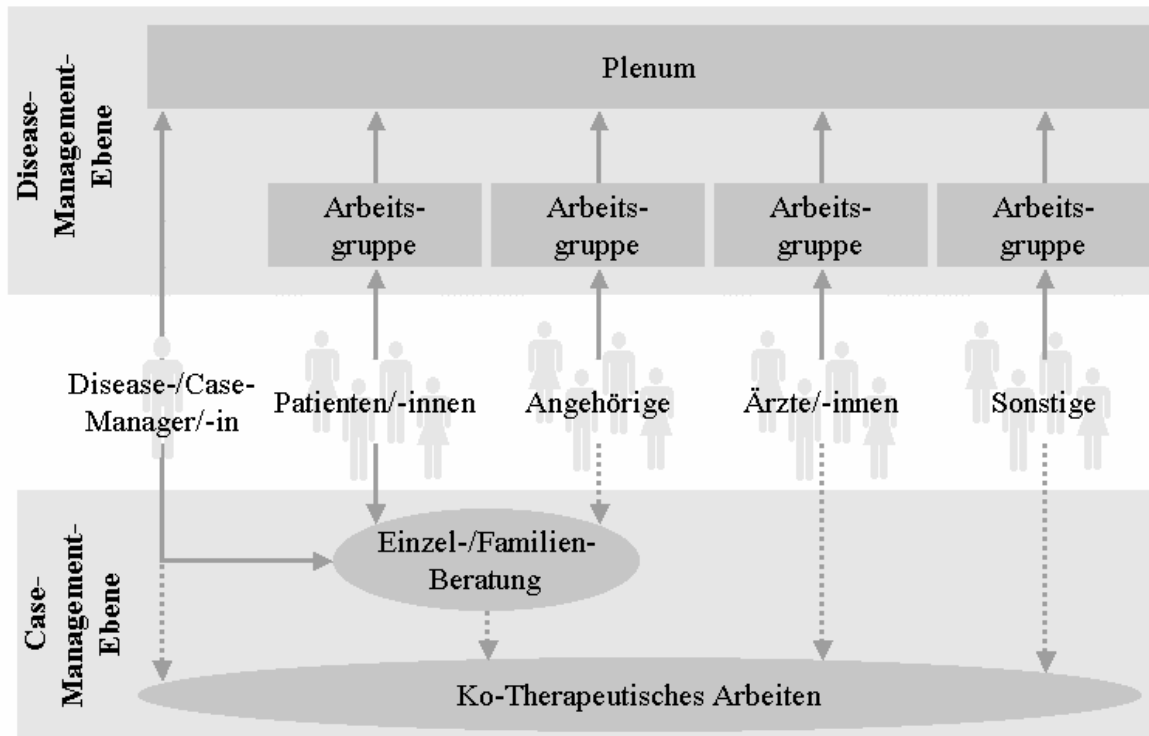 Disease-
Management-
Ebene
Plenum
Arbeits-
gruppe
Arbeits-
gruppe
Arbeits-
gruppe
Arbeits-
gruppe
Disease-/Case-
Manager/-in
Patienten/-innen
Angehörige
Ärzte/-innen
Sonstige
Case-
Management-
Ebene
Einzel-/Familien-
Beratung
Ko-Therapeutisches Arbeiten